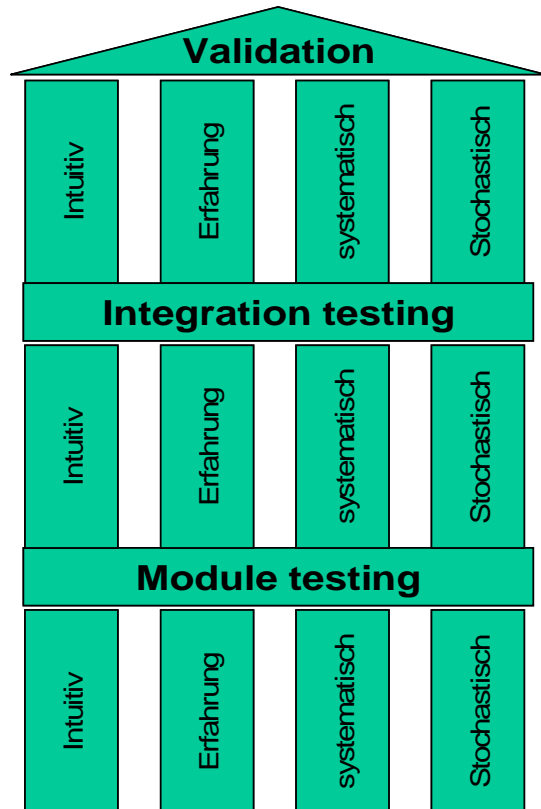 Validation
Intuitiv
Erfahrung
systematisch
Stochastisch
Integration testing
Intuitiv
Erfahrung
systematisch
Stochastisch
Module testing
Intuitiv
Erfahrung
systematisch
Stochastisch